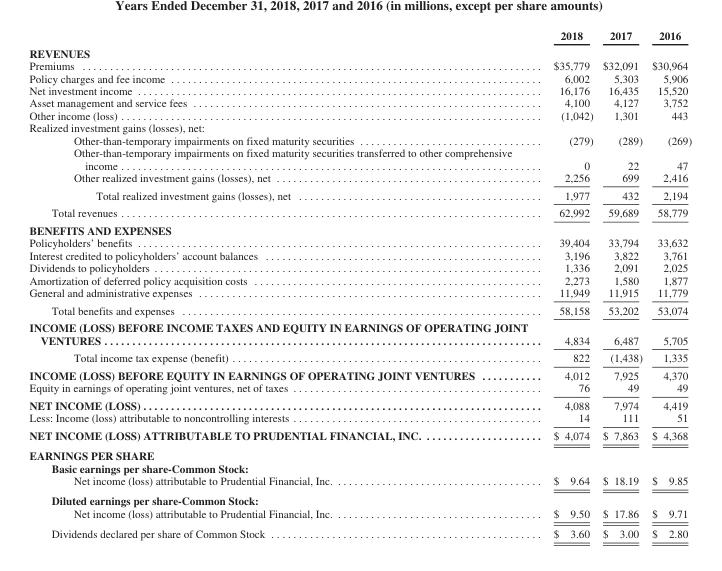 Years Ended December 31, 2018, 2017 and 2016 (in millions, except per share amounts)
2018 2017 2016
REVENUES
Premiums $35,779 $32,091 $30,964
Policy charges and fee income 6,002 5,303 5,906
Net investment income 16,176 16,435 15,520
Asset management and service fees 4,100 4,127 3,752
Other income (loss) (1,042) 1,301 443
Realized investment gains (losses), net:
Other-than-temporary impairments on fixed maturity securities (279) (289) (269)
Other-than-temporary impairments on fixed maturity securities transferred to other comprehensive
income 0 22 47
Other realized investment gains (losses), net 2,256 699 2,416
Total realized investment gains (losses), net 1,977 432 2,194
Total revenues 62,992 59,689 58,779
BENEFITS AND EXPENSES
Policyholders' benefits 39,404 33,794 33,632
Interest credited to policyholders' account balances 3,196 3,822 3,761
Dividends to policyholders 1,336 2,091 2,025
Amortization of deferred policy acquisition costs 2,273 1,580 1,877
General and administrative expenses 11,949 11,915 11,779
Total benefits and expenses 58,158 53,202 53,074
INCOME (LOSS) BEFORE INCOME TAXES AND EQUITY IN EARNINGS OF OPERATING JOINT
VENTURES 4,834 6,487 5,705
Total income tax expense (benefit) 822 (1,438) 1,335
INCOME (LOSS) BEFORE EQUITY IN EARNINGS OF OPERATING JOINT VENTURES 4,012 7,925 4,370
Equity in earnings of operating joint ventures, net of taxes 76 49 49
NET INCOME (LOSS) 4,088 7,974 4,419
Less: Income (loss) attributable to noncontrolling interests 14 111 51
NET INCOME (LOSS) ATTRIBUTABLE TO PRUDENTIAL FINANCIAL, INC. $ 4,074 $ 7,863 $ 4,368
EARNINGS PER SHARE
Basic earnings per share-Common Stock:
Net income (loss) attributable to Prudential Financial, Inc. $ 9.64 $ 18.19 $ 9.85
Diluted earnings per share-Common Stock:
Net income (loss) attributable to Prudential Financial, Inc. $ 9.50 $ 17.86 $ 9.71
Dividends declared per share of Common Stock $ 3.60 $ 3.00 $ 2.80